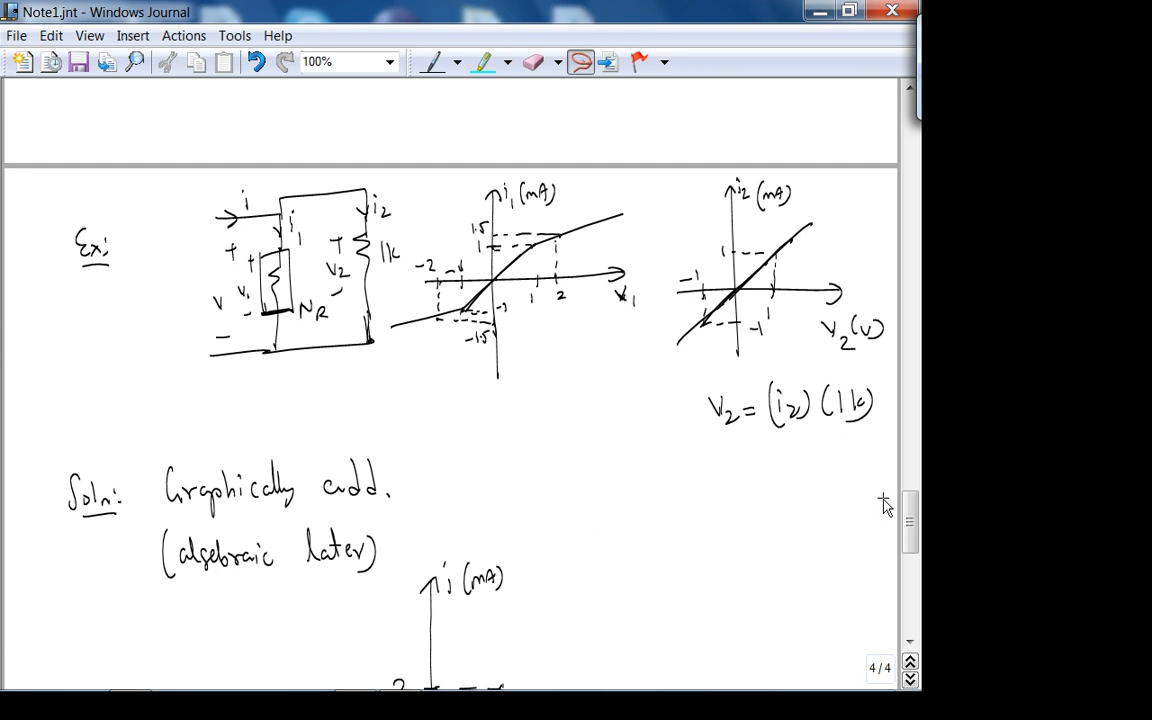 Note1.jnt - Windows Journal
File Edit View Insert Actions Tools Help
100%
Ex:
i
i1
i2
+
+
+
1k
V
V1
V2
-
-
-
NR
i1 (mA)
1.5
1
-2
-1
1
2
V1
-1
-1.5
i2 (mA)
1
-1
1
-1
V2 (V)
V2 = (i2) (1k)
Soln: Graphically add.
(algebraic later)
i (mA)
2
4 / 4